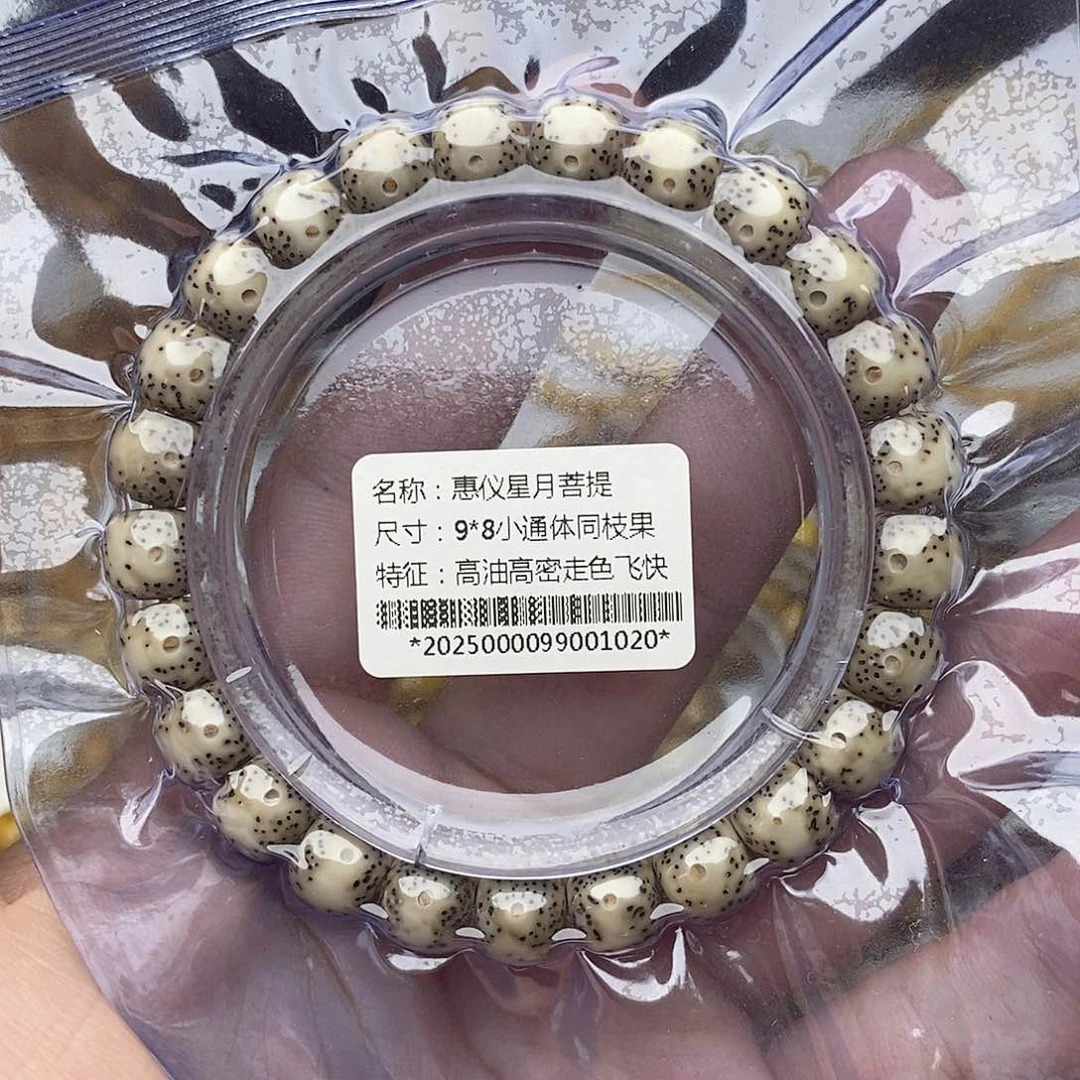 名称：惠仪星月菩提
尺寸：9*8小通体同枝果
特征：高油高密走色飞快
*2025000099001020*